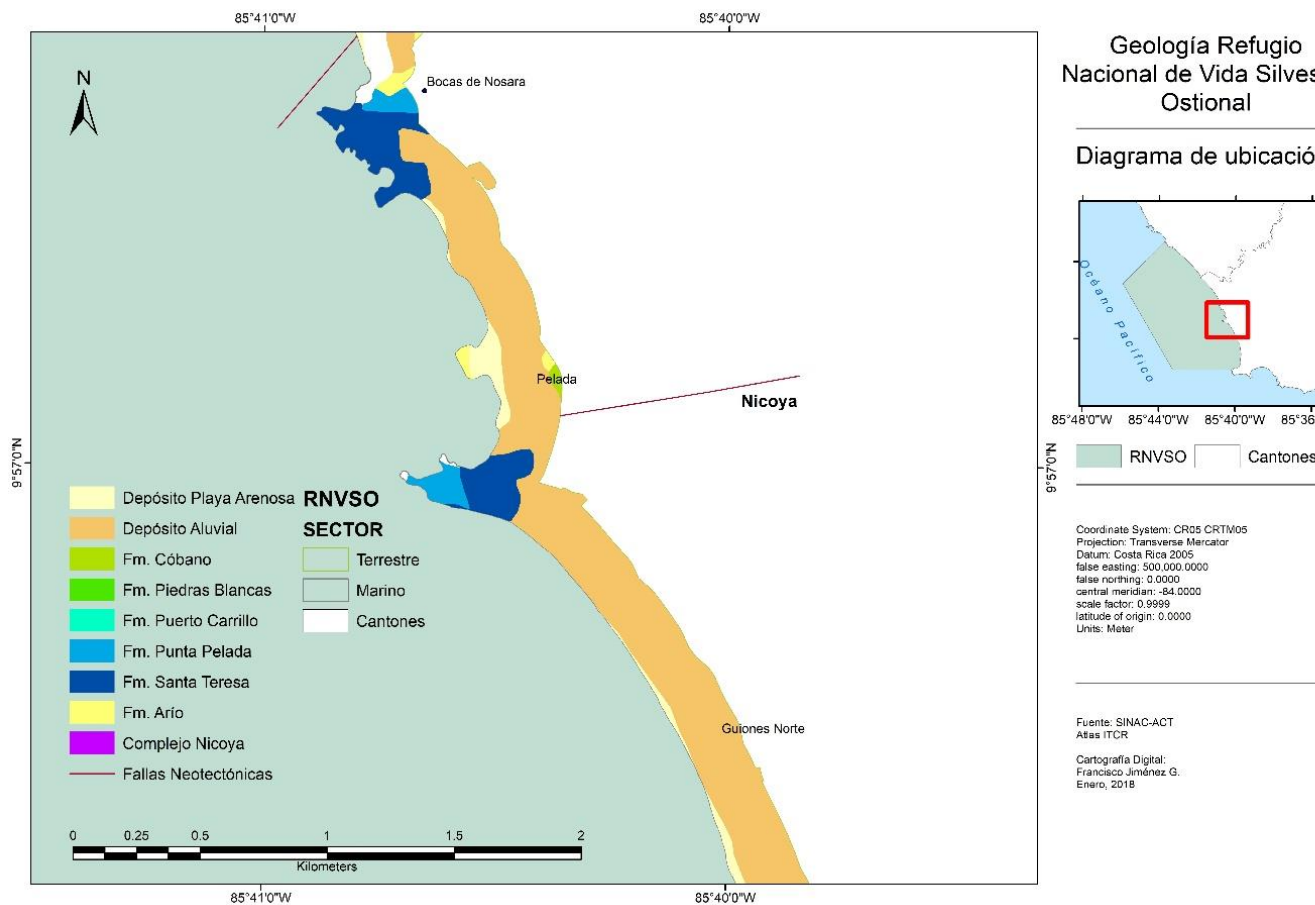 85°41'0"W
85°40'0"W
N
Bocas de Nosara
Pelada
Nicoya
9°57'0"N
9°57'0"N
Depósito Playa Arenosa
Depósito Aluvial
Fm. Cóbano
Fm. Piedras Blancas
Fm. Puerto Carrillo
Fm. Punta Pelada
Fm. Santa Teresa
Fm. Arío
Complejo Nicoya
Fallas Neotectónicas
RNVSO
SECTOR
Terrestre
Marino
Cantones
Guiones Norte
0 0.25 0.5 1 1.5 2
Kilometers
85°41'0"W
85°40'0"W
Geología Refugio
Nacional de Vida Silves
Ostional
Diagrama de ubicació
Océano Pacífico
85°48'0"W 85°44'0"W 85°40'0"W 85°36
RNVSO
Cantones
Coordinate System: CR05 CRTM05
Projection: Transverse Mercator
Datum: Costa Rica 2005
false easting: 500,000.0000
false northing: 0.0000
central meridian: -84.0000
scale factor: 0.9999
latitude of origin: 0.0000
Units: Meter
Fuente: SINAC-ACT
Atlas ITCR
Cartografía Digital:
Francisco Jiménez G.
Enero, 2018